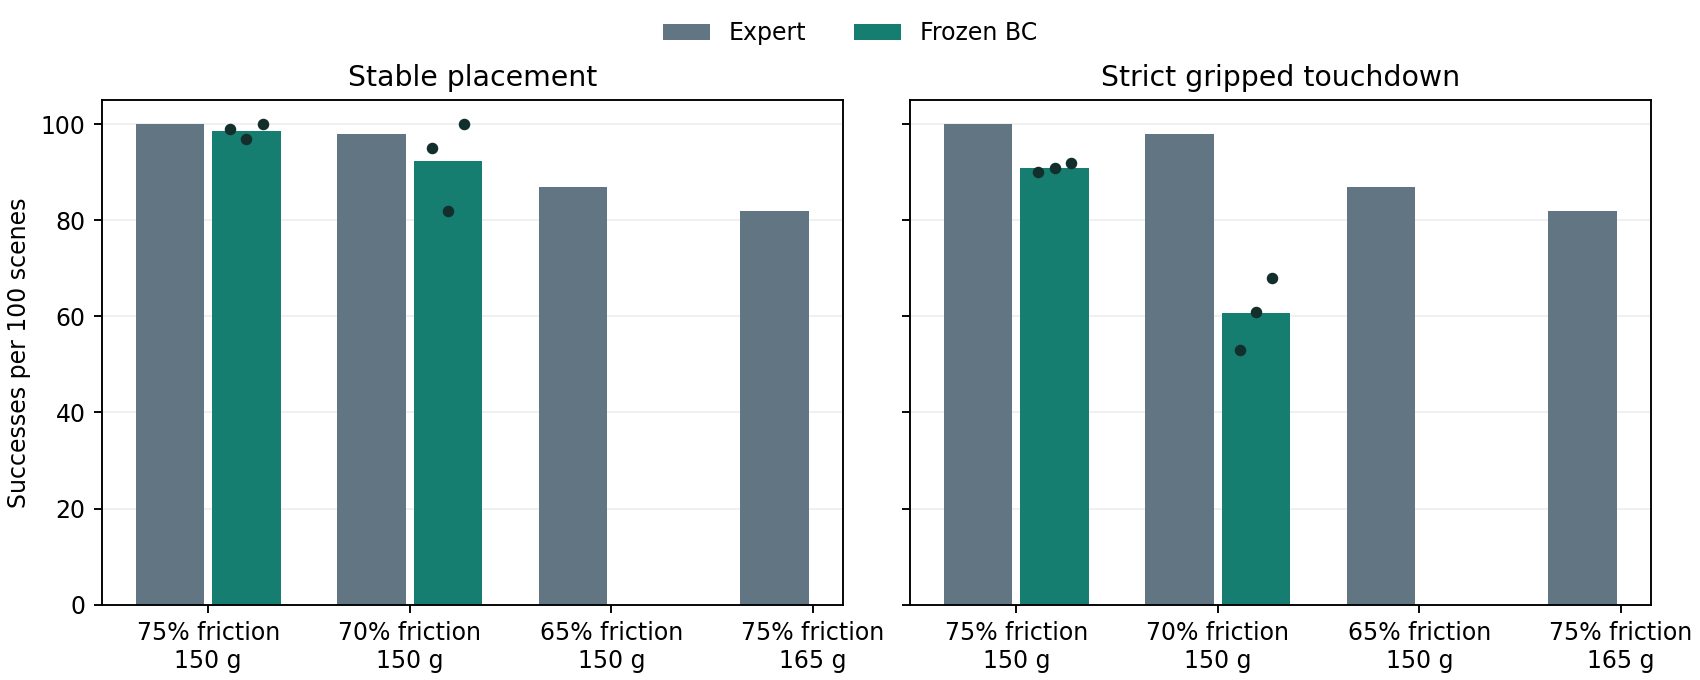 Expert Frozen BC
Stable placement
Successes per 100 scenes
100
80
60
40
20
0
75% friction 70% friction 65% friction 75% friction
150 g 150 g 150 g 165 g
Strict gripped touchdown
75% friction 70% friction 65% friction 75% friction
150 g 150 g 150 g 165 g